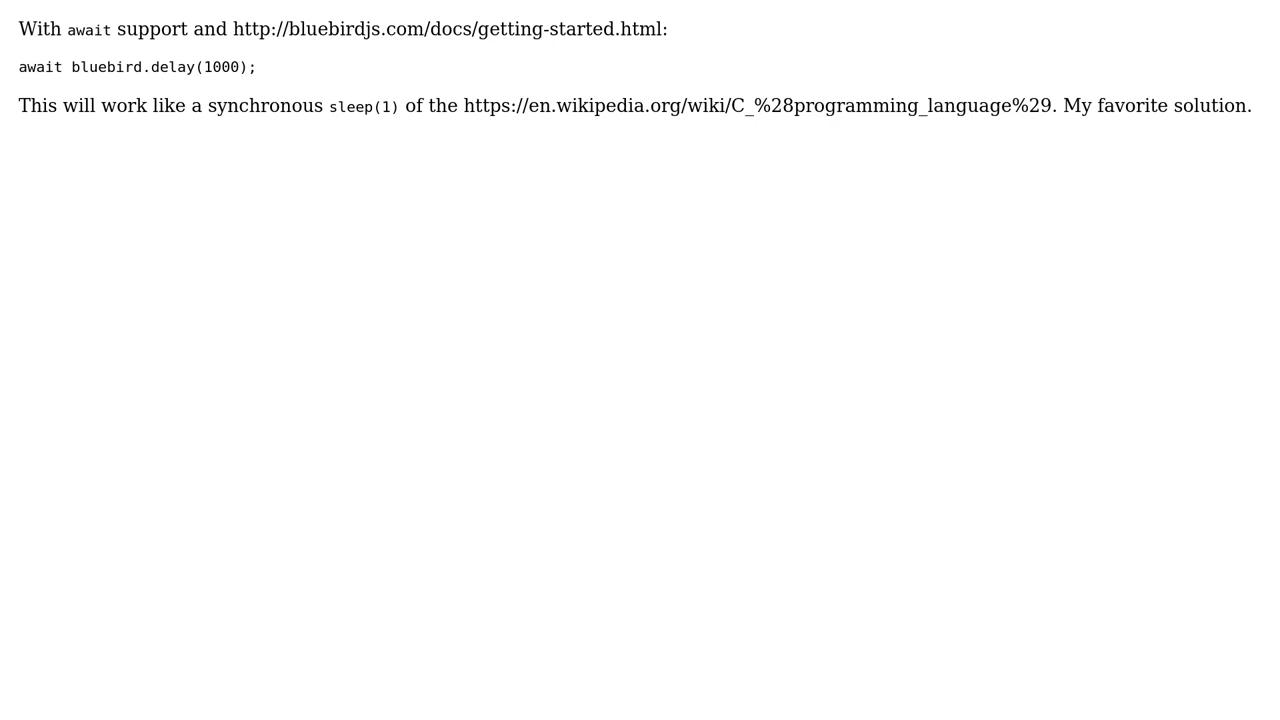 With await support and http://bluebirdjs.com/docs/getting-started.html:
await bluebird.delay(1000);
This will work like a synchronous sleep(1) of the https://en.wikipedia.org/wiki/C_%28programming_language%29. My favorite solution.